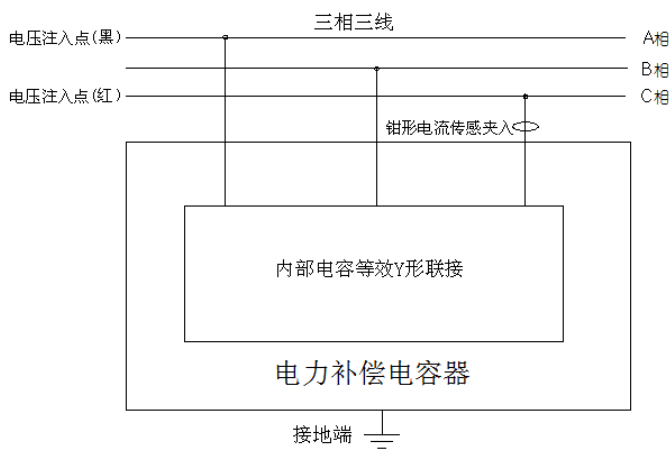 三相三线
电压注入点(黑)
A相
B相
电压注入点(红)
C相
钳形电流传感夹入
内部电容等效Y形联接
电力补偿电容器
接地端